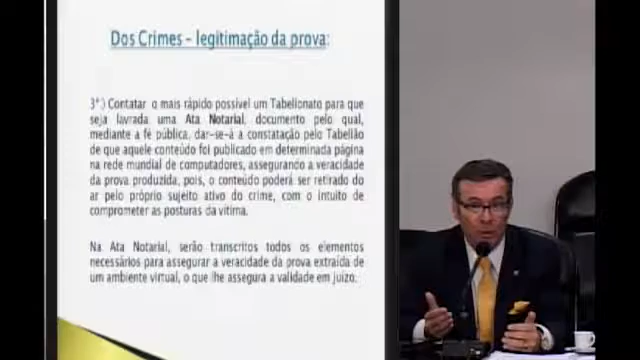 Dos Crimes – legitimação da prova:
3º.) Contatar o mais rápido possível um Tabelionato para que
seja lavrada uma Ata Notarial, documento pelo qual,
mediante a fé pública, dar-se-á a constatação pelo Tabelião
de que aquele conteúdo foi publicado em determinada página
na rede mundial de computadores, assegurando a veracidade
da prova produzida, pois, o conteúdo poderá ser retirado do
ar pelo próprio sujeito ativo do crime, com o intuito de
comprometer as posturas da vítima.
Na Ata Notarial, serão transcritos todos os elementos
necessários para assegurar a veracidade da prova extraída de
um ambiente virtual, o que lhe assegura a validade em juízo.